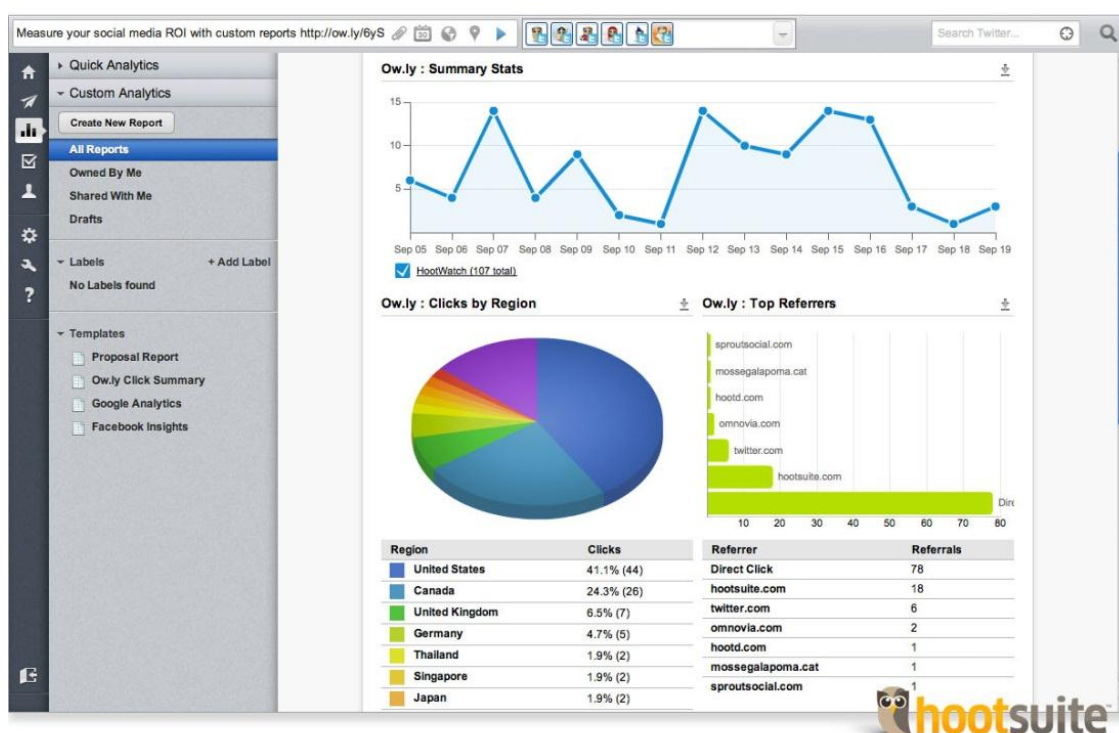 Measure your social media ROI with custom reports http://ow.ly/6yS
30
Search Twitter...
Quick Analytics
Custom Analytics
Create New Report
All Reports
Owned By Me
Shared With Me
Drafts
Labels + Add Label
No Labels found
Templates
Proposal Report
Ow.ly Click Summary
Google Analytics
Facebook Insights
?
Ow.ly : Summary Stats
15
10
5
Sep 05 Sep 06 Sep 07 Sep 08 Sep 09 Sep 10 Sep 11 Sep 12 Sep 13 Sep 14 Sep 15 Sep 16 Sep 17 Sep 18 Sep 19
HootWatch (107 total)
Ow.ly : Clicks by Region
Region Clicks
United States 41.1% (44)
Canada 24.3% (26)
United Kingdom 6.5% (7)
Germany 4.7% (5)
Thailand 1.9% (2)
Singapore 1.9% (2)
Japan 1.9% (2)
Ow.ly : Top Referrers
sproutsocial.com
mossegalapoma.cat
hootd.com
omnovia.com
twitter.com
hootsuite.com
Dire
10 20 30 40 50 60 70 80
Referrer Referrals
Direct Click 78
hootsuite.com 18
twitter.com 6
omnovia.com 2
hootd.com 1
mossegalapoma.cat 1
sproutsocial.com 1
hootsuite